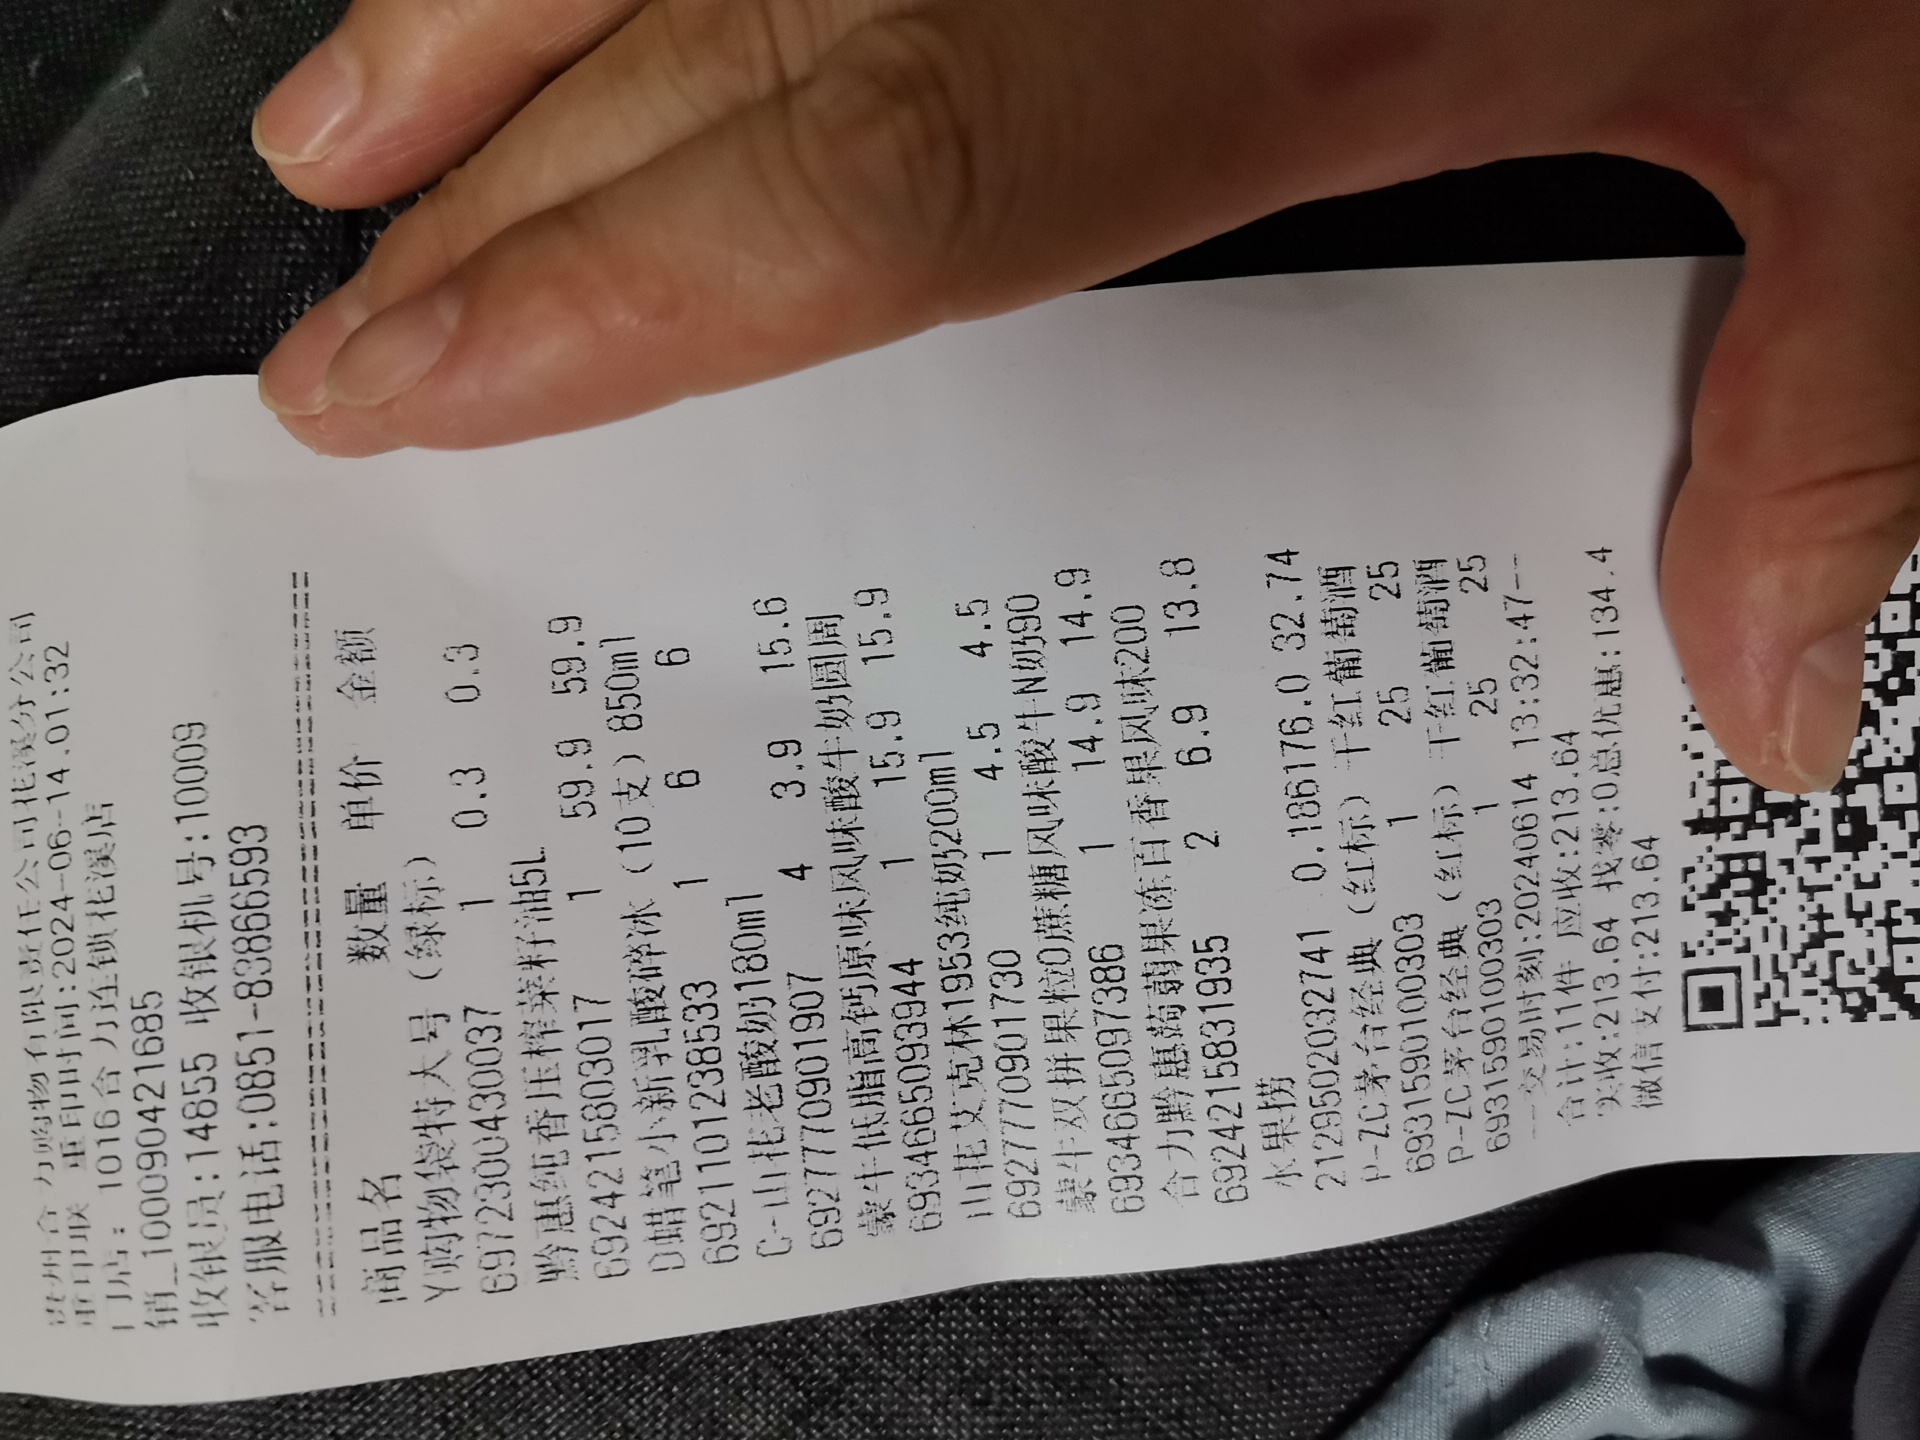 贵州合力购物有限责任公司花溪分公司
重印联 重印时间:2024-06-14.01:32
门店: 1016合力连锁花溪店
销_100090421685
收银员:14855 收银机号:10009
客服电话:0851-83866593
商品名 数量 单价 金额
Y购物袋特大号(绿标)
6972300430037 1 0.3 0.3
黔惠纯香压榨菜籽油5L
6924215803017 1 59.9 59.9
D蜡笔小新乳酸碎冰(10支)850ml
6921101238533 1 6 6
C-山花老酸奶180ml
6927770901907 4 3.9 15.6
蒙牛低脂高钙原味风味酸牛奶圆周
6934665093944 1 15.9 15.9
山花艾克林1953纯奶200ml
6927770901730 1 4.5 4.5
蒙牛双拼果粒0蔗糖风味酸牛N奶90
6934665097386 1 14.9 14.9
合力黔惠蒟蒻果冻百香果风味200
6924215831935 2 6.9 13.8
水果捞
2129502032741 0.186176.0 32.74
P-ZC茅台经典(红标)干红葡萄酒
6931590100303 1 25 25
P-ZC茅台经典(红标)干红葡萄酒
6931590100303 1 25 25
---交易时刻:20240614 13:32:47--
合计:11件 应收:213.64
实收:213.64 找零:0总优惠:134.4
微信支付:213.64